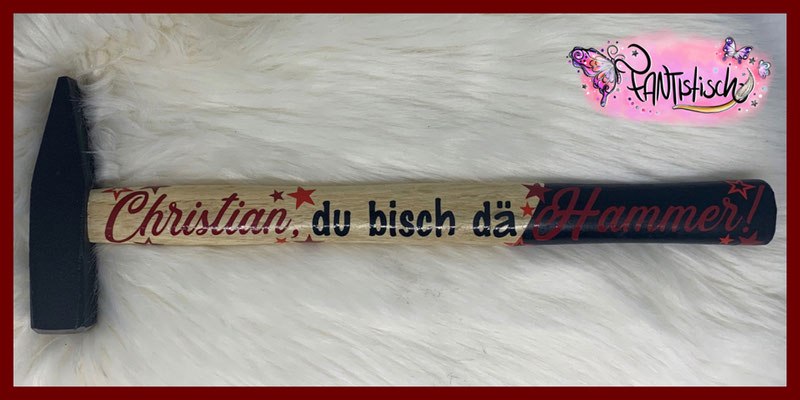 FANTistisch
Christian, du bisch dä Hammer!